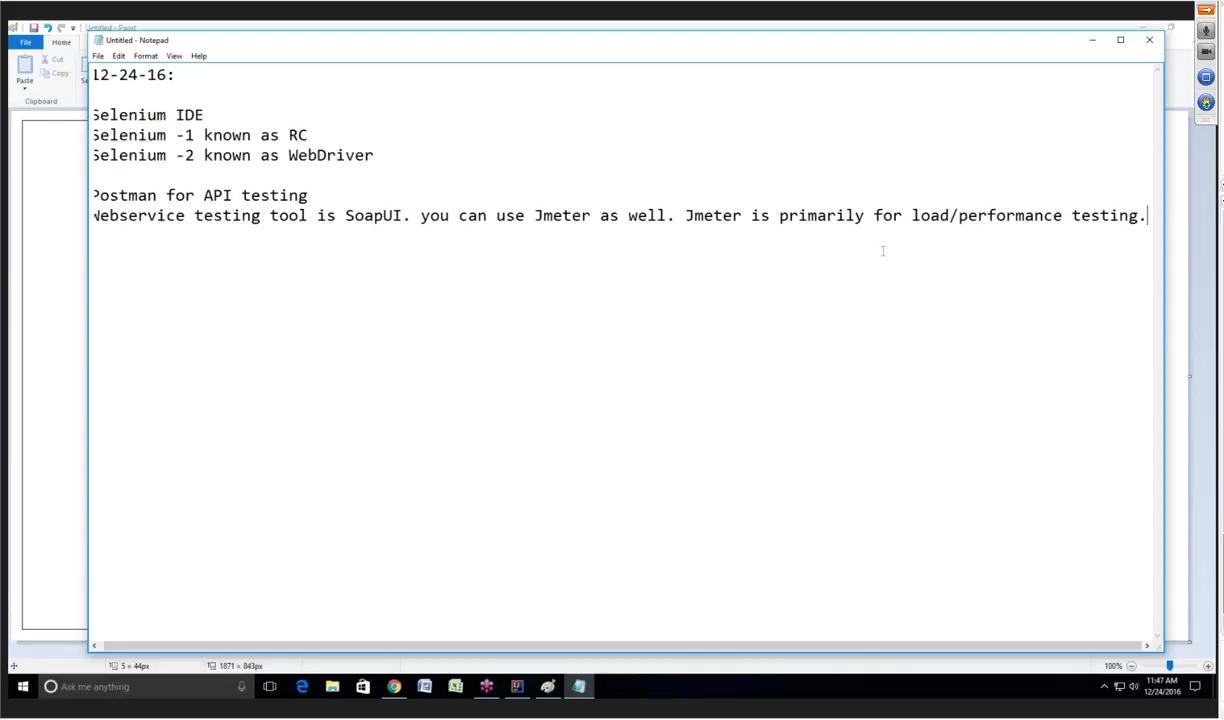 Untitled - Paint
Untitled - Notepad
File Home
File Edit Format View Help
Cut
Copy
Paste
Clipboard
12-24-16:
Selenium IDE
Selenium -1 known as RC
Selenium -2 known as WebDriver
Postman for API testing
Webservice testing tool is SoapUI. you can use Jmeter as well. Jmeter is primarily for load/performance testing.
5 × 44px 1871 × 843px 100%
Ask me anything
11:47 AM
12/24/2016